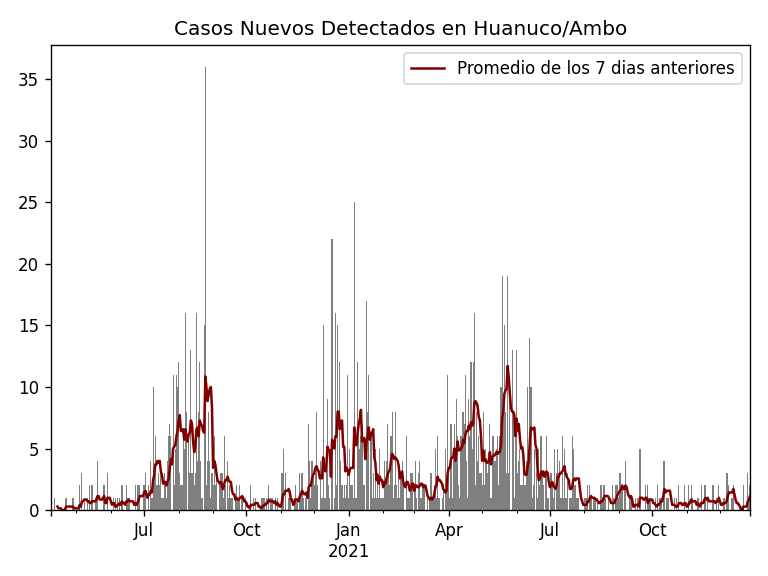 Casos Nuevos Detectados en Huanuco/Ambo
Promedio de los 7 dias anteriores
35
30
25
20
15
10
5
0
Jul
Oct
Jan
2021
Apr
Jul
Oct